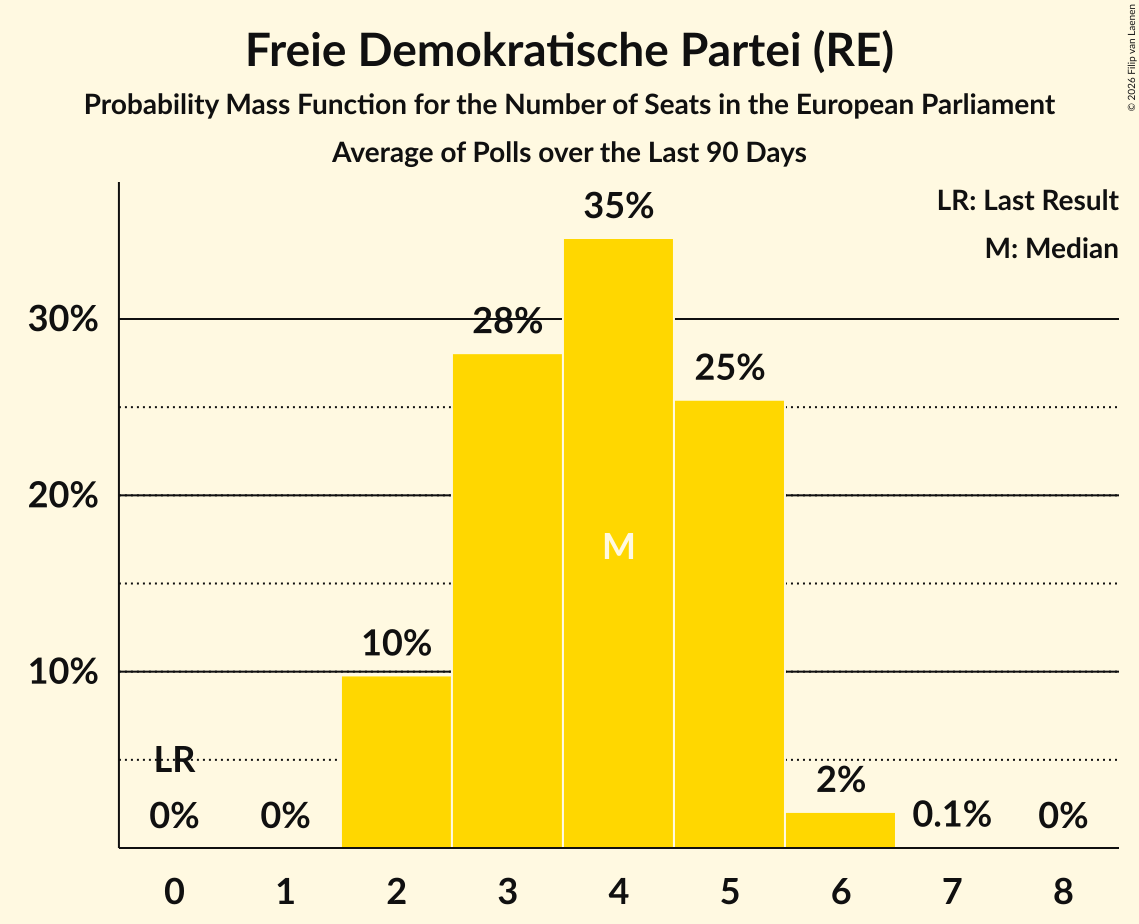 Freie Demokratische Partei (RE)
Probability Mass Function for the Number of Seats in the European Parliament
Average of Polls over the Last 90 Days
© 2026 Filip van Laenen
LR: Last Result
M: Median
35%
30%
28%
25%
20%
M
10%
10%
LR
2%
0%
0%
0.1%
0%
0
1
2
3
4
5
6
7
8